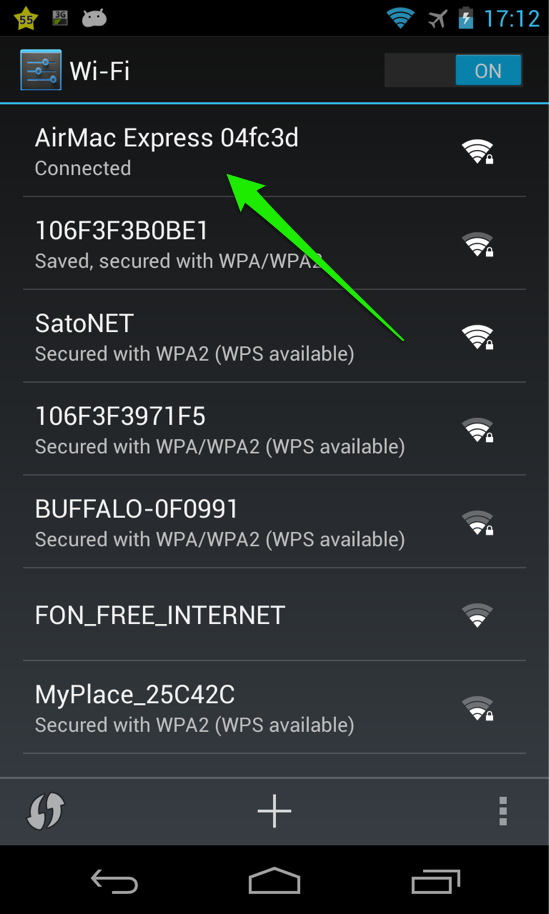 55 3G 17:12
Wi-Fi ON
AirMac Express 04fc3d
Connected
106F3F3B0BE1
Saved, secured with WPA/WPA2
SatoNET
Secured with WPA2 (WPS available)
106F3F3971F5
Secured with WPA/WPA2 (WPS available)
BUFFALO-0F0991
Secured with WPA/WPA2 (WPS available)
FON_FREE_INTERNET
MyPlace_25C42C
Secured with WPA2 (WPS available)